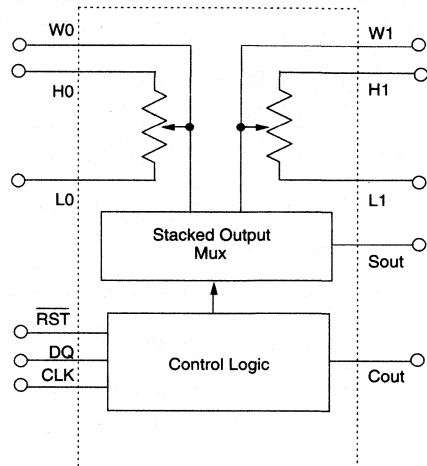 W0
W1
H0
H1
L0
L1
Stacked Output
Mux
Sout
RST
DQ
CLK
Control Logic
Cout